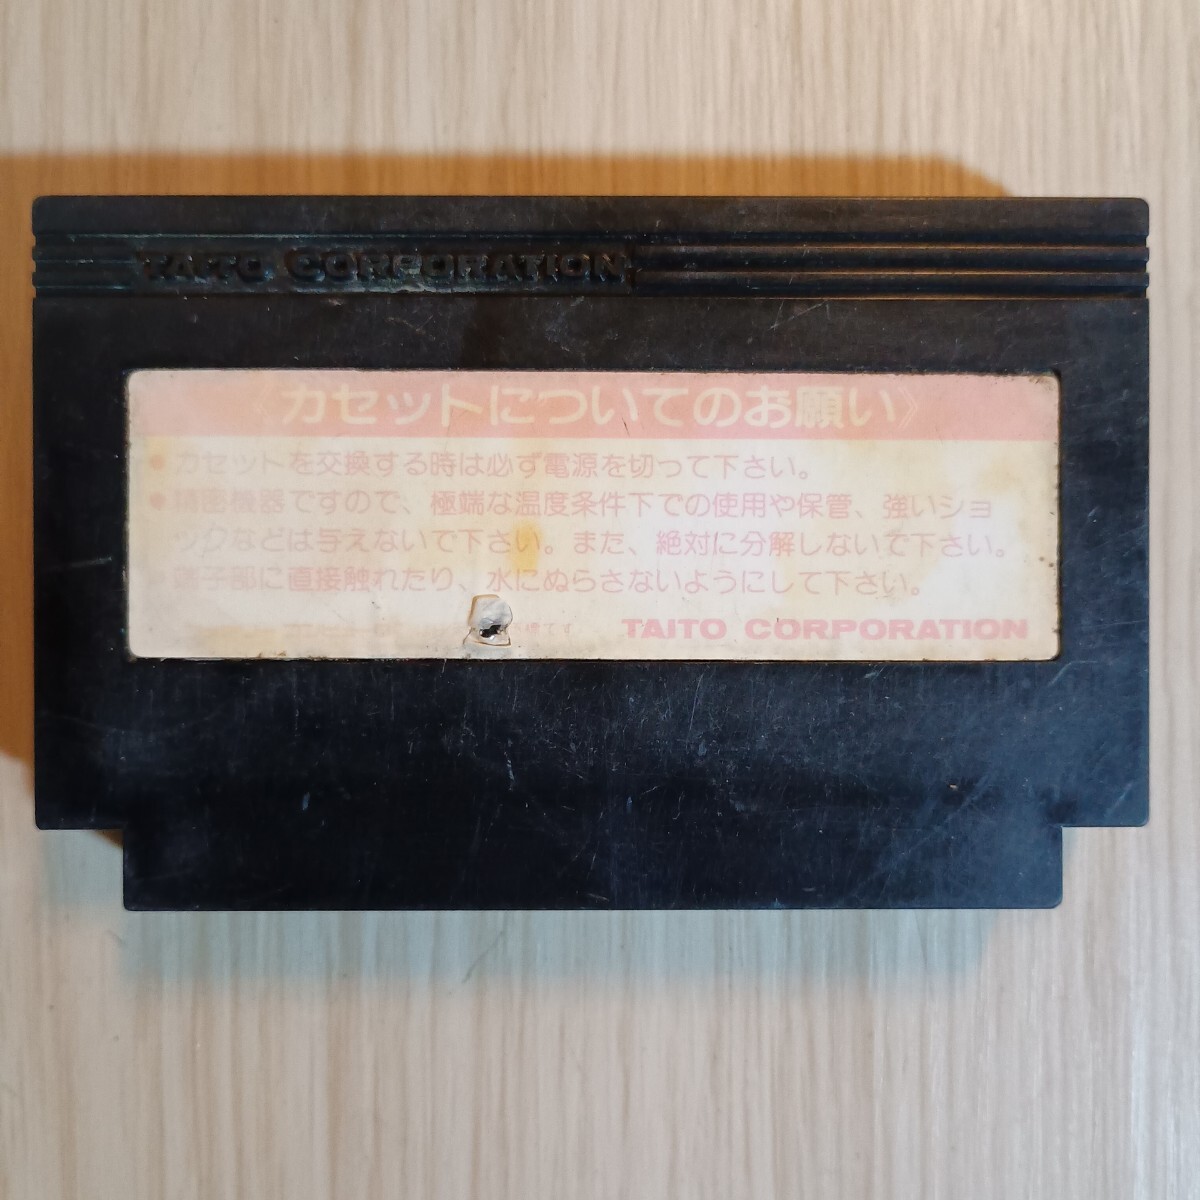 TAITO CORPORATION
《カセットについてのお願い》
●カセットを交換する時は必ず電源を切って下さい。
●精密機器ですので、極端な温度条件下での使用や保管、強いショ
ックなどは与えないで下さい。また、絶対に分解しないで下さい。
●端子部に直接触れたり、水にぬらさないようにして下さい。
商標です TAITO CORPORATION